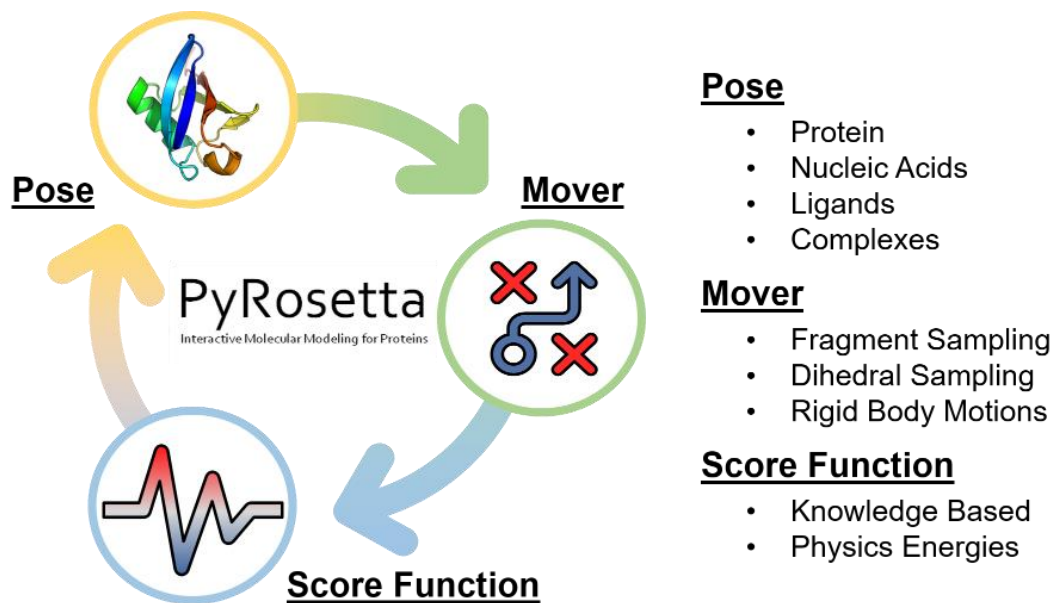 Pose
Mover
PyRosetta
Interactive Molecular Modeling for Proteins
Score Function
Pose
• Protein
• Nucleic Acids
• Ligands
• Complexes
Mover
• Fragment Sampling
• Dihedral Sampling
• Rigid Body Motions
Score Function
• Knowledge Based
• Physics Energies